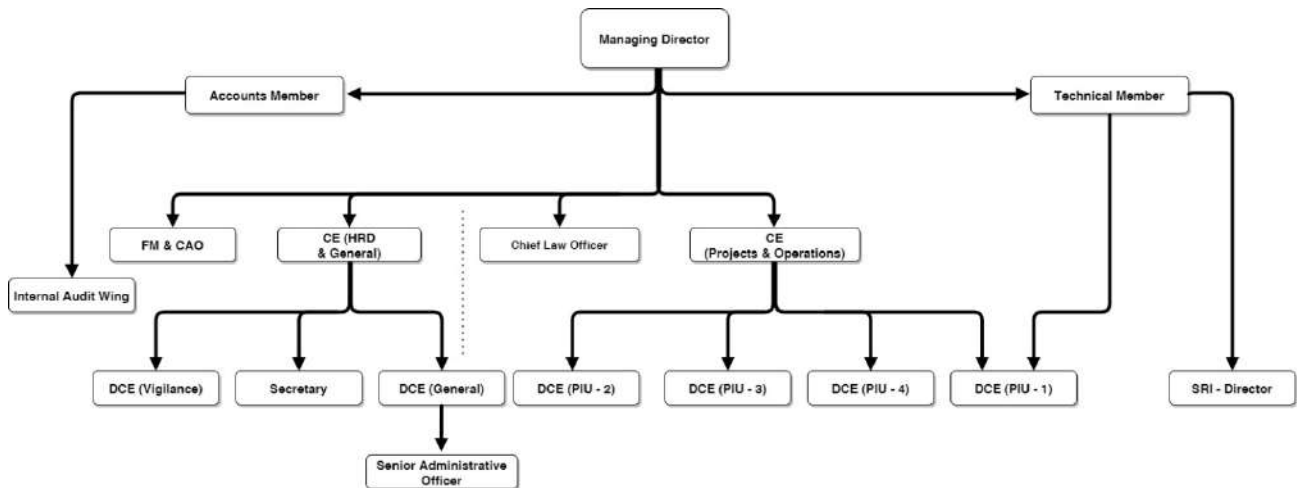 Managing Director
Accounts Member
Technical Member
FM & CAO
CE (HRD
& General)
Chief Law Officer
CE
(Projects & Operations)
Internal Audit Wing
DCE (Vigilance)
Secretary
DCE (General)
DCE (PIU - 2)
DCE (PIU - 3)
DCE (PIU - 4)
DCE (PIU - 1)
SRI - Director
Senior Administrative
Officer